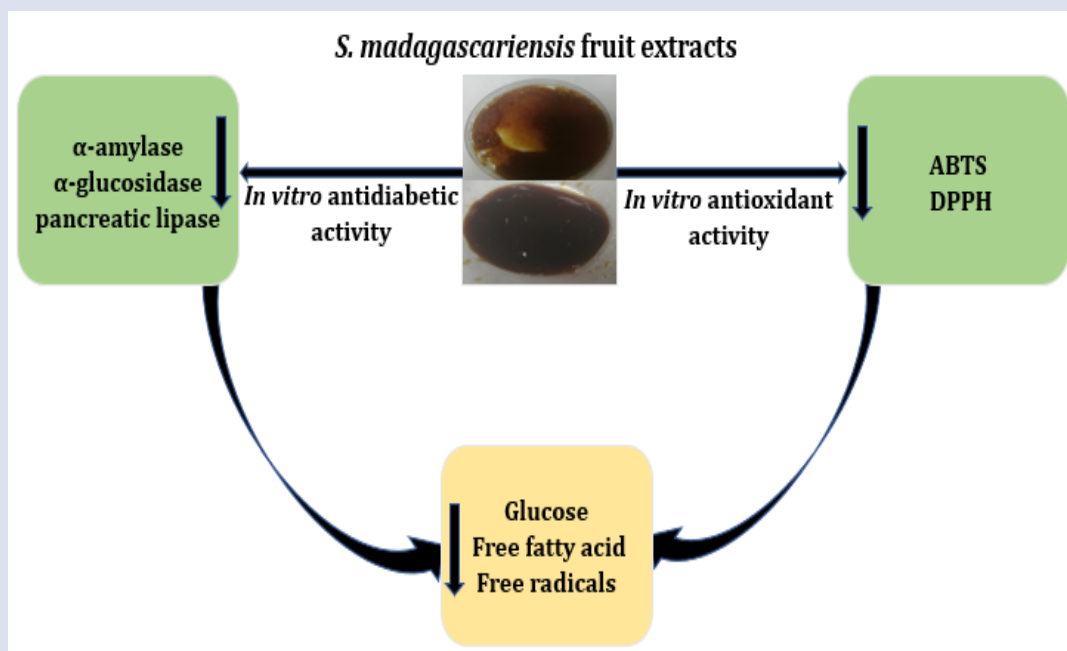 S. madagascariensis fruit extracts
α-amylase
α-glucosidase
pancreatic lipase
In vitro antidiabetic
activity
In vitro antioxidant
activity
ABTS
DPPH
Glucose
Free fatty acid
Free radicals